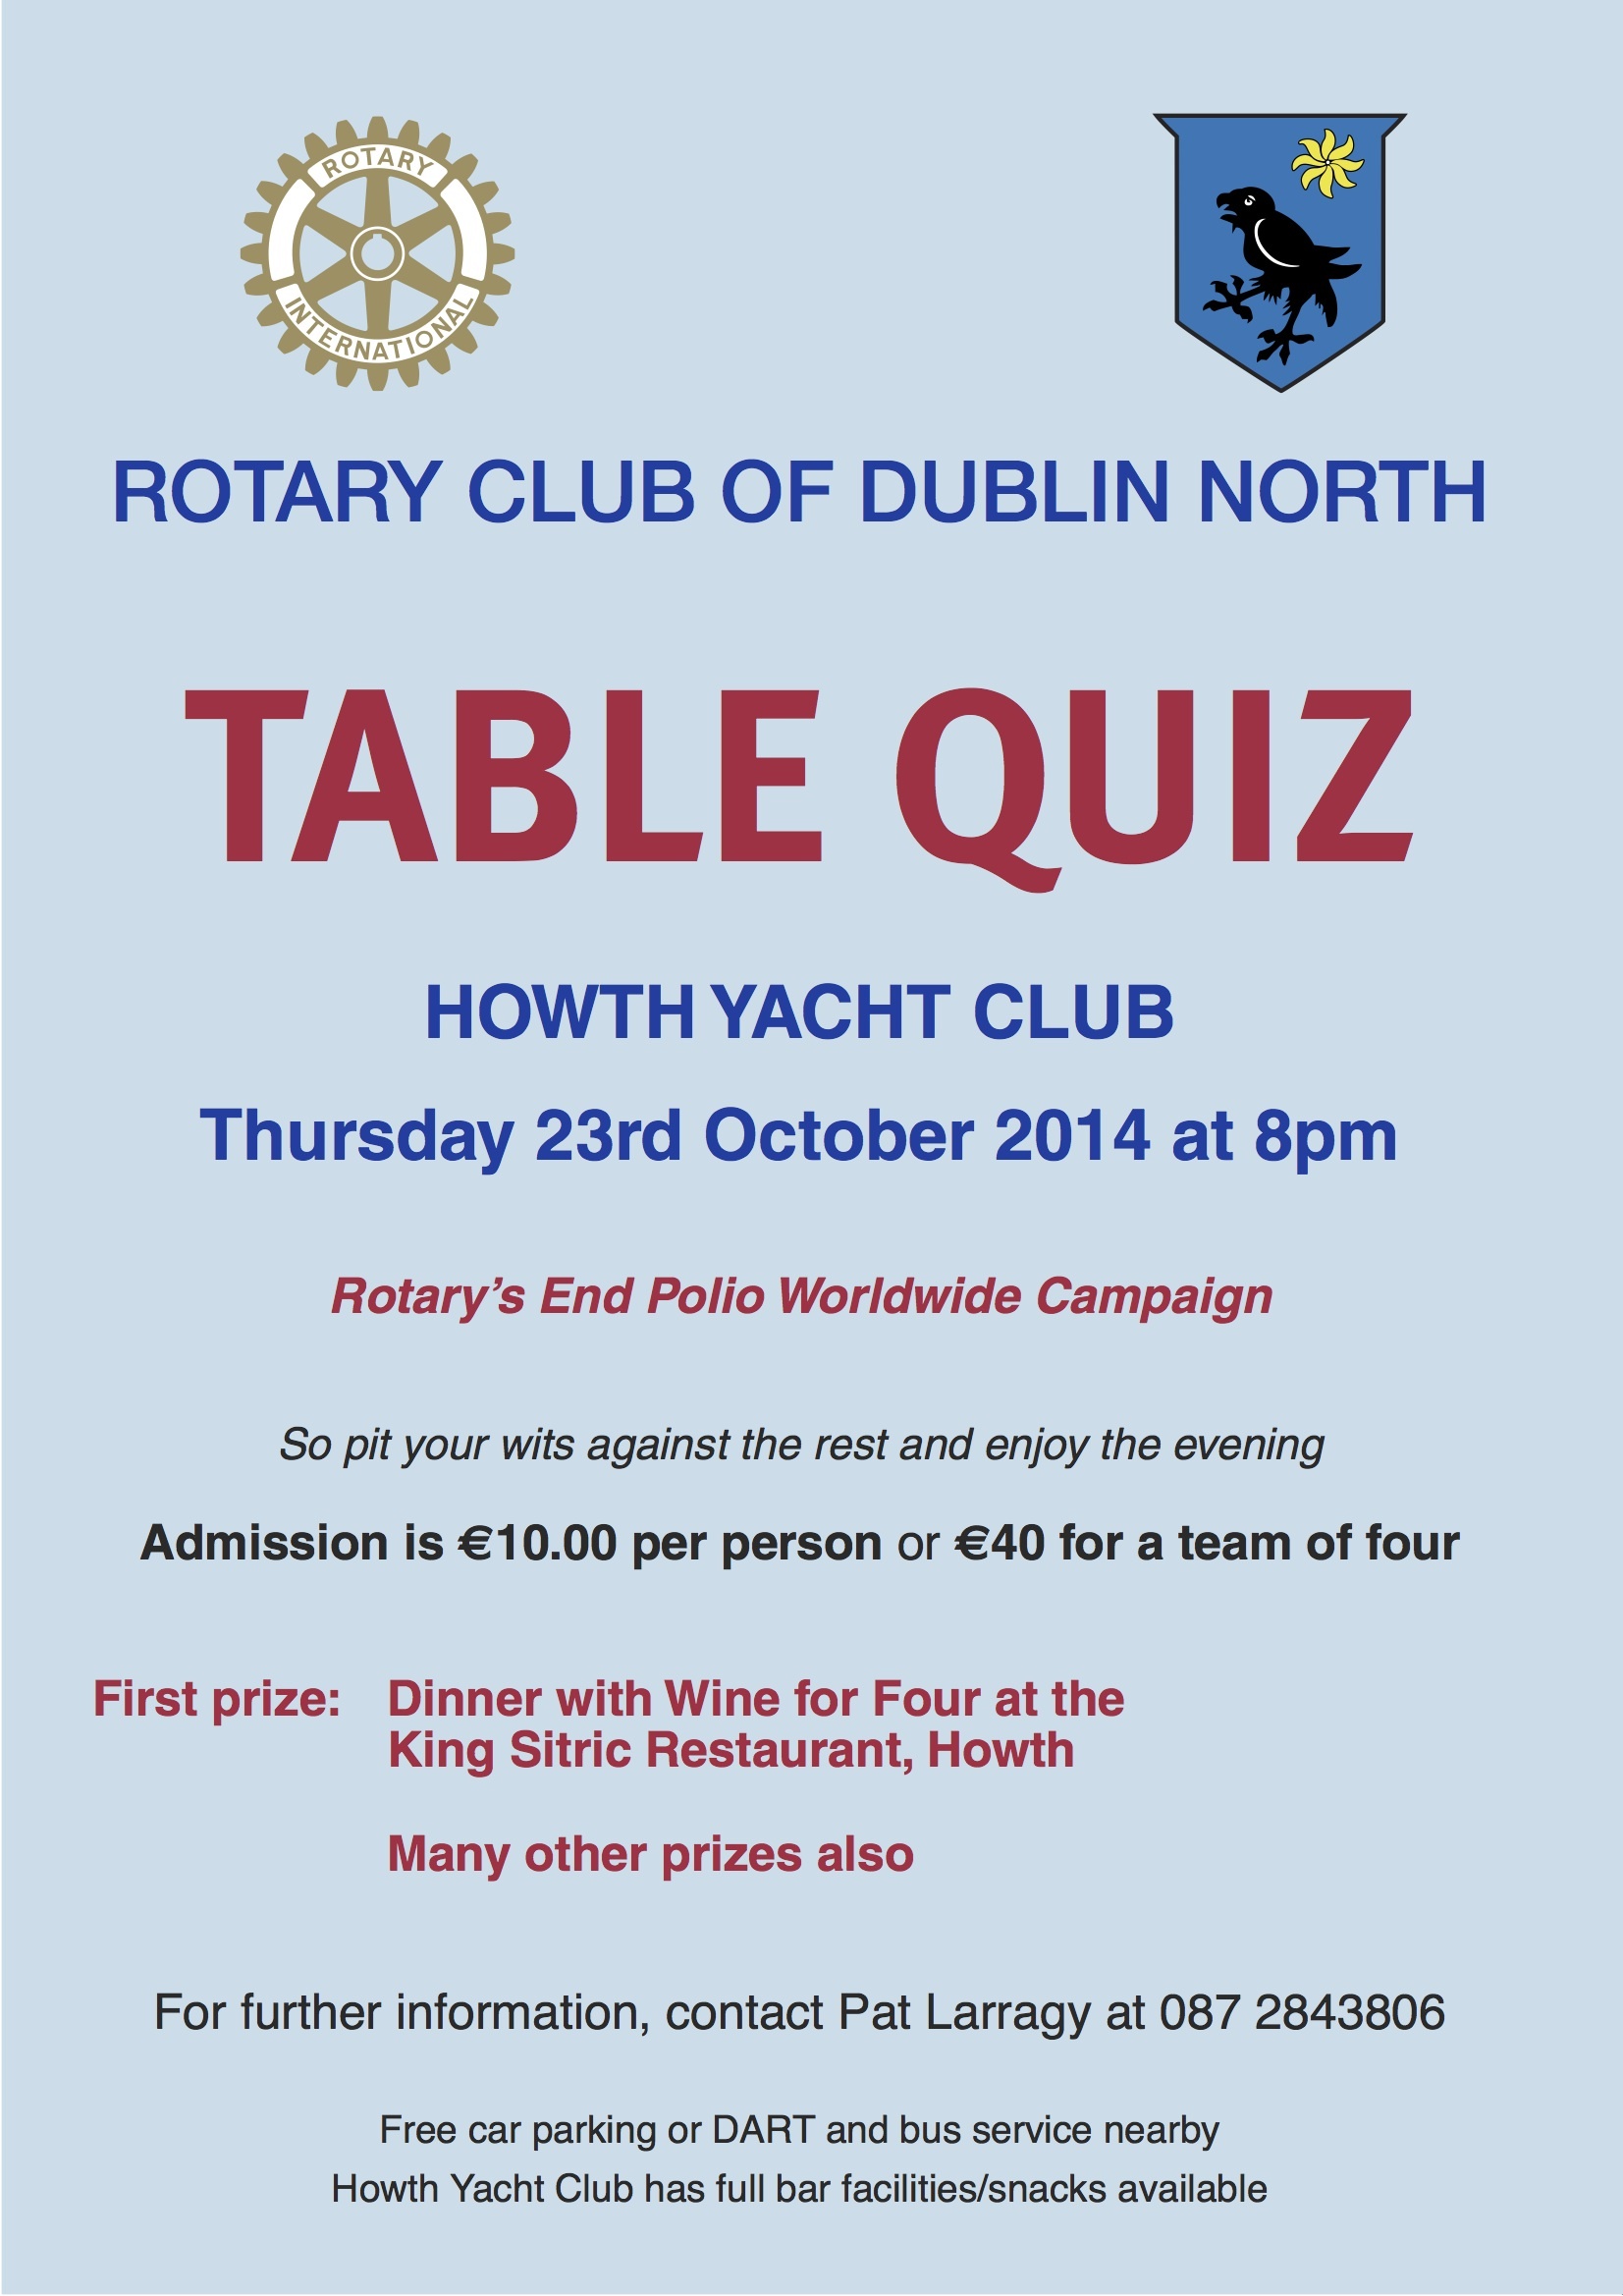 ROTARY
INTERNATIONAL
ROTARY CLUB OF DUBLIN NORTH
TABLE QUIZ
HOWTH YACHT CLUB
Thursday 23rd October 2014 at 8pm
Rotary’s End Polio Worldwide Campaign
So pit your wits against the rest and enjoy the evening
Admission is €10.00 per person or €40 for a team of four
First prize: Dinner with Wine for Four at the
King Sitric Restaurant, Howth
Many other prizes also
For further information, contact Pat Larragy at 087 2843806
Free car parking or DART and bus service nearby
Howth Yacht Club has full bar facilities/snacks available